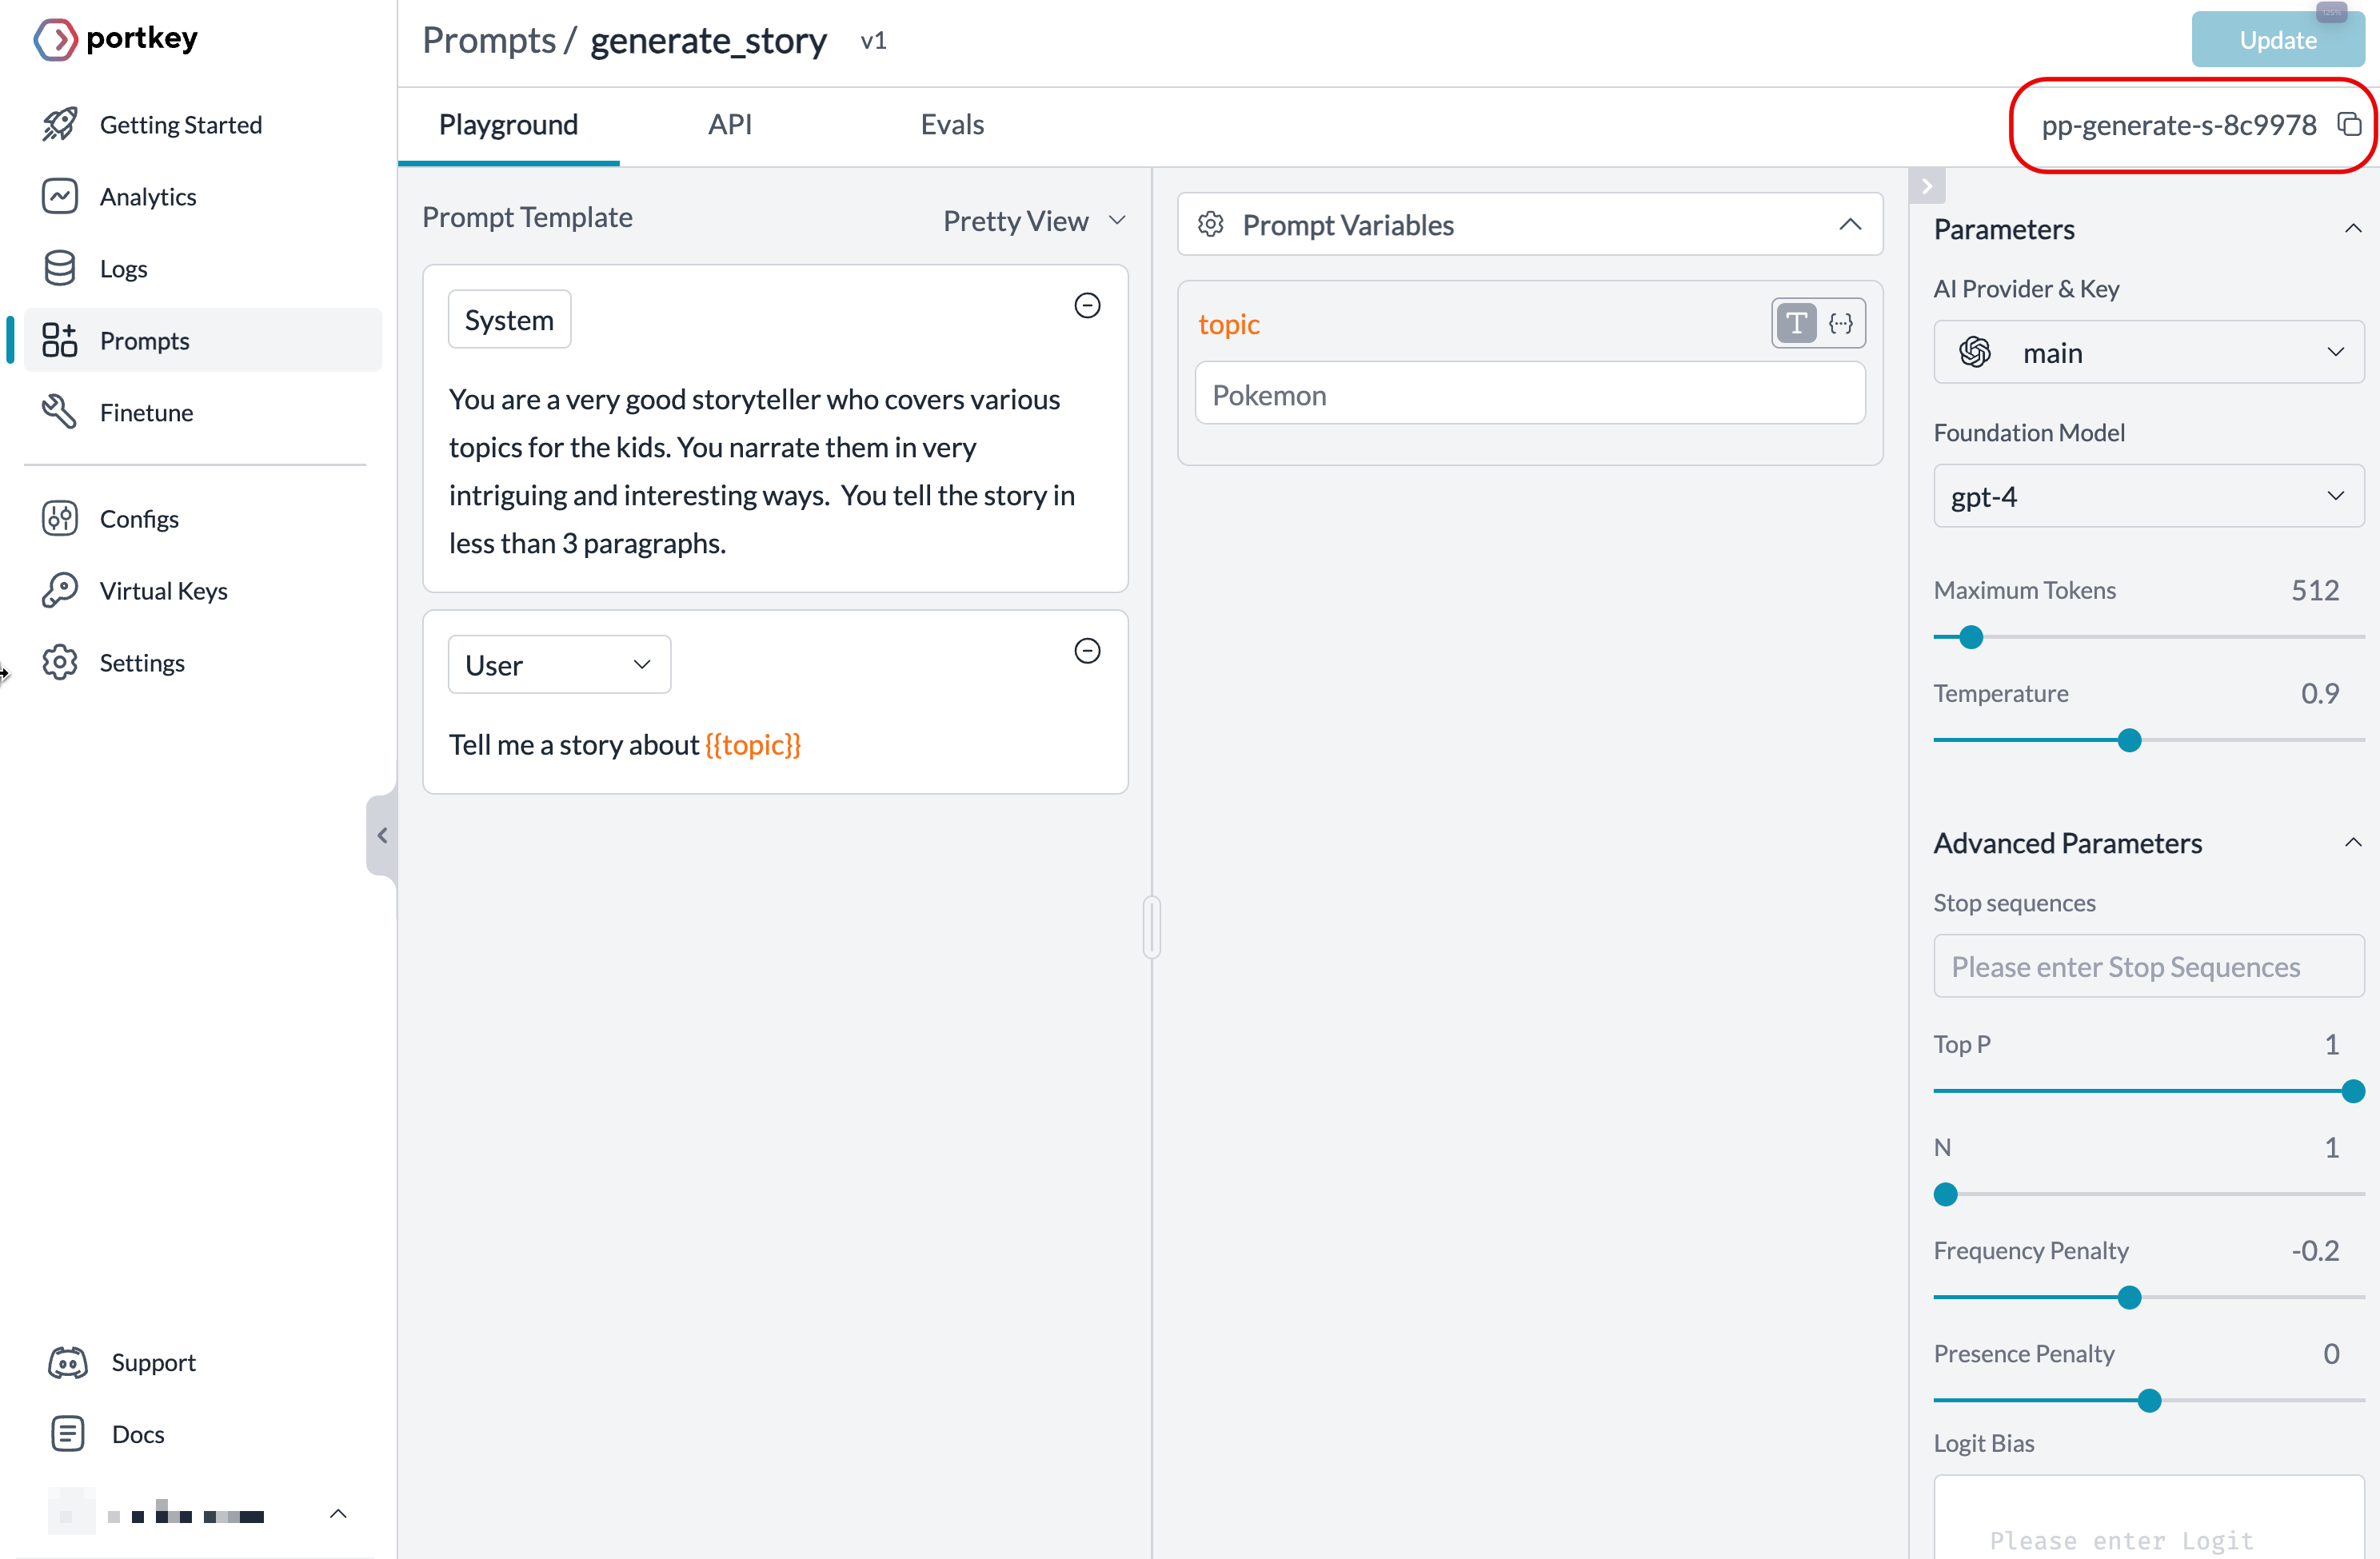 portkey
Getting Started
Analytics
Logs
Prompts
Finetune
Configs
Virtual Keys
Settings
Support
Docs
Prompts / generate_story v1
Update
Playground API Evals
pp-generate-s-8c9978
Prompt Template
Pretty View
System
You are a very good storyteller who covers various
topics for the kids. You narrate them in very
intriguing and interesting ways.  You tell the story in
less than 3 paragraphs.
User
Tell me a story about {{topic}}
Prompt Variables
topic
T {...}
Pokemon
Parameters
AI Provider & Key
main
Foundation Model
gpt-4
Maximum Tokens 512
Temperature 0.9
Advanced Parameters
Stop sequences
Please enter Stop Sequences
Top P 1
N 1
Frequency Penalty -0.2
Presence Penalty 0
Logit Bias
Please enter Logit